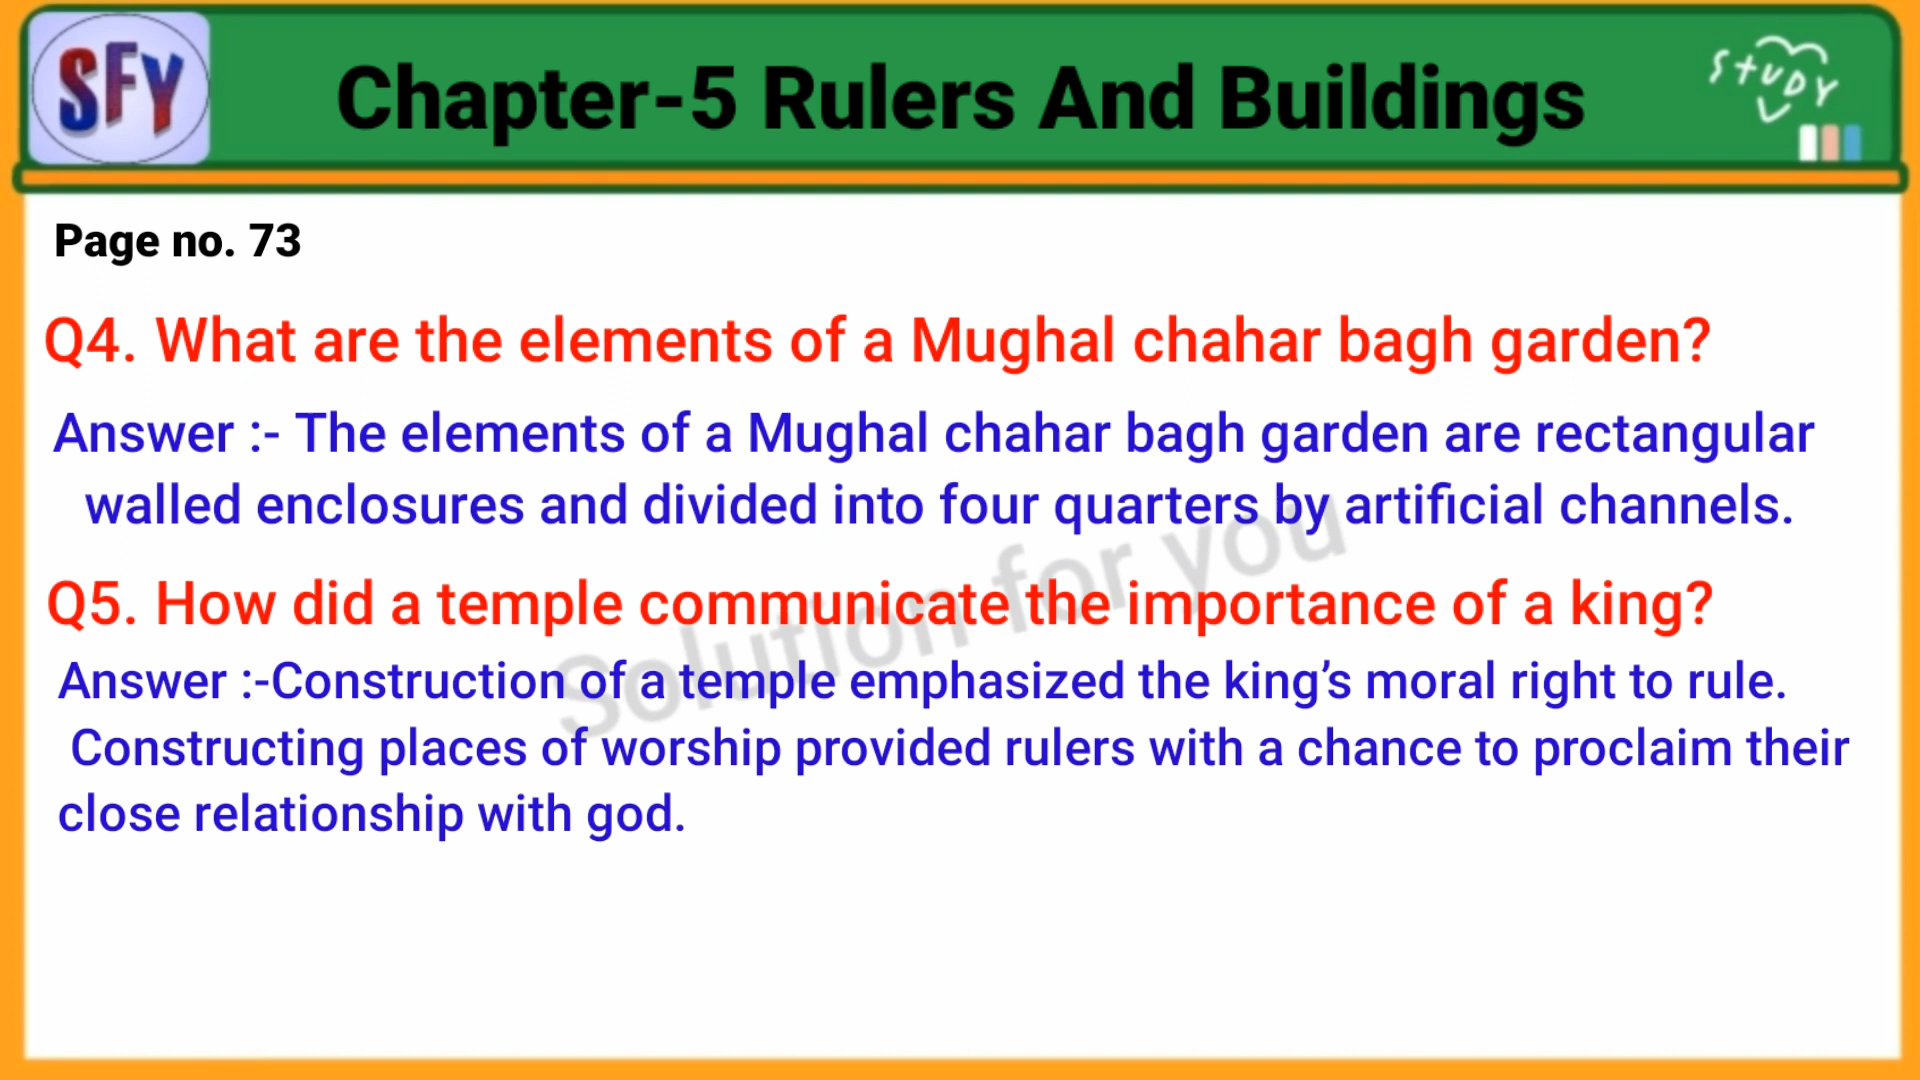 SFY
Chapter-5 Rulers And Buildings
STUDY
Page no. 73
Q4. What are the elements of a Mughal chahar bagh garden?
Answer :- The elements of a Mughal chahar bagh garden are rectangular
walled enclosures and divided into four quarters by artificial channels.
Q5. How did a temple communicate the importance of a king?
Answer :-Construction of a temple emphasized the king’s moral right to rule.
Constructing places of worship provided rulers with a chance to proclaim their
close relationship with god.
Solution for you